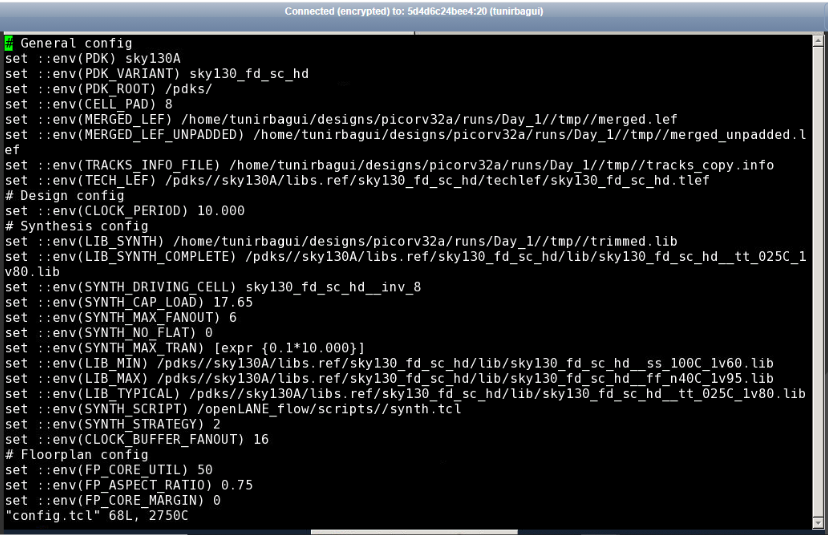 Connected (encrypted) to: 5d4d6c24bee4:20 (tunirbagui)
# General config
set ::env(PDK) sky130A
set ::env(PDK_VARIANT) sky130_fd_sc_hd
set ::env(PDK_ROOT) /pdks/
set ::env(CELL_PAD) 8
set ::env(MERGED_LEF) /home/tunirbagui/designs/picorv32a/runs/Day_1//tmp//merged.lef
set ::env(MERGED_LEF_UNPADDED) /home/tunirbagui/designs/picorv32a/runs/Day_1//tmp//merged_unpadded.l
ef
set ::env(TRACKS_INFO_FILE) /home/tunirbagui/designs/picorv32a/runs/Day_1//tmp//tracks_copy.info
set ::env(TECH_LEF) /pdks//sky130A/libs.ref/sky130_fd_sc_hd/techlef/sky130_fd_sc_hd.tlef
# Design config
set ::env(CLOCK_PERIOD) 10.000
# Synthesis config
set ::env(LIB_SYNTH) /home/tunirbagui/designs/picorv32a/runs/Day_1//tmp//trimmed.lib
set ::env(LIB_SYNTH_COMPLETE) /pdks//sky130A/libs.ref/sky130_fd_sc_hd/lib/sky130_fd_sc_hd__tt_025C_1
v80.lib
set ::env(SYNTH_DRIVING_CELL) sky130_fd_sc_hd__inv_8
set ::env(SYNTH_CAP_LOAD) 17.65
set ::env(SYNTH_MAX_FANOUT) 6
set ::env(SYNTH_NO_FLAT) 0
set ::env(SYNTH_MAX_TRAN) [expr {0.1*10.000}]
set ::env(LIB_MIN) /pdks//sky130A/libs.ref/sky130_fd_sc_hd/lib/sky130_fd_sc_hd__ss_100C_1v60.lib
set ::env(LIB_MAX) /pdks//sky130A/libs.ref/sky130_fd_sc_hd/lib/sky130_fd_sc_hd__ff_n40C_1v95.lib
set ::env(LIB_TYPICAL) /pdks//sky130A/libs.ref/sky130_fd_sc_hd/lib/sky130_fd_sc_hd__tt_025C_1v80.lib
set ::env(SYNTH_SCRIPT) /openLANE_flow/scripts//synth.tcl
set ::env(SYNTH_STRATEGY) 2
set ::env(CLOCK_BUFFER_FANOUT) 16
# Floorplan config
set ::env(FP_CORE_UTIL) 50
set ::env(FP_ASPECT_RATIO) 0.75
set ::env(FP_CORE_MARGIN) 0
"config.tcl" 68L, 2750C